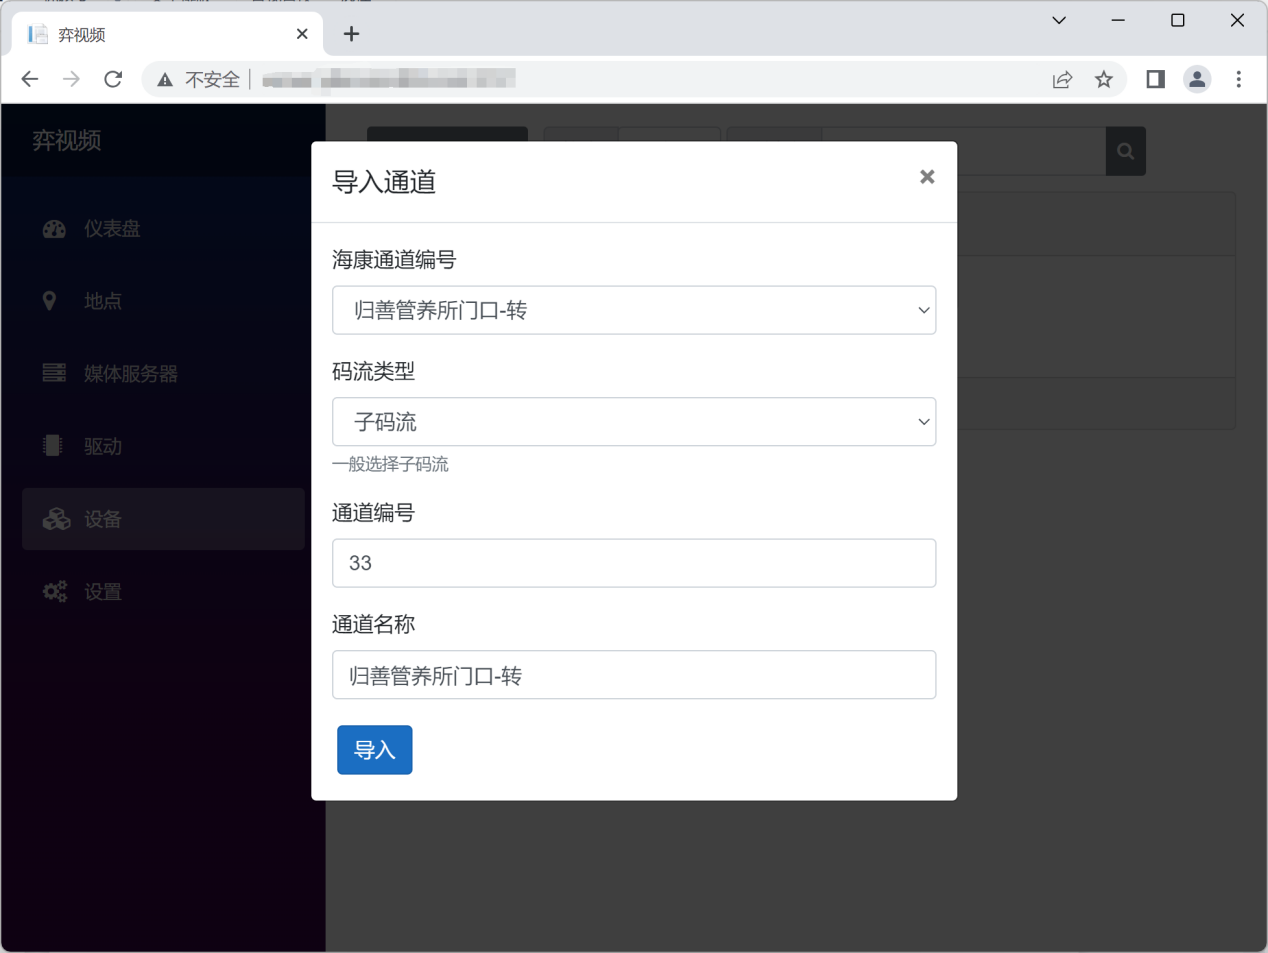 弈视频
不安全
弈视频
导入通道
仪表盘
海康通道编号
归善管养所门口-转
地点
码流类型
媒体服务器
子码流
驱动
一般选择子码流
通道编号
设备
33
设置
通道名称
归善管养所门口-转
导入